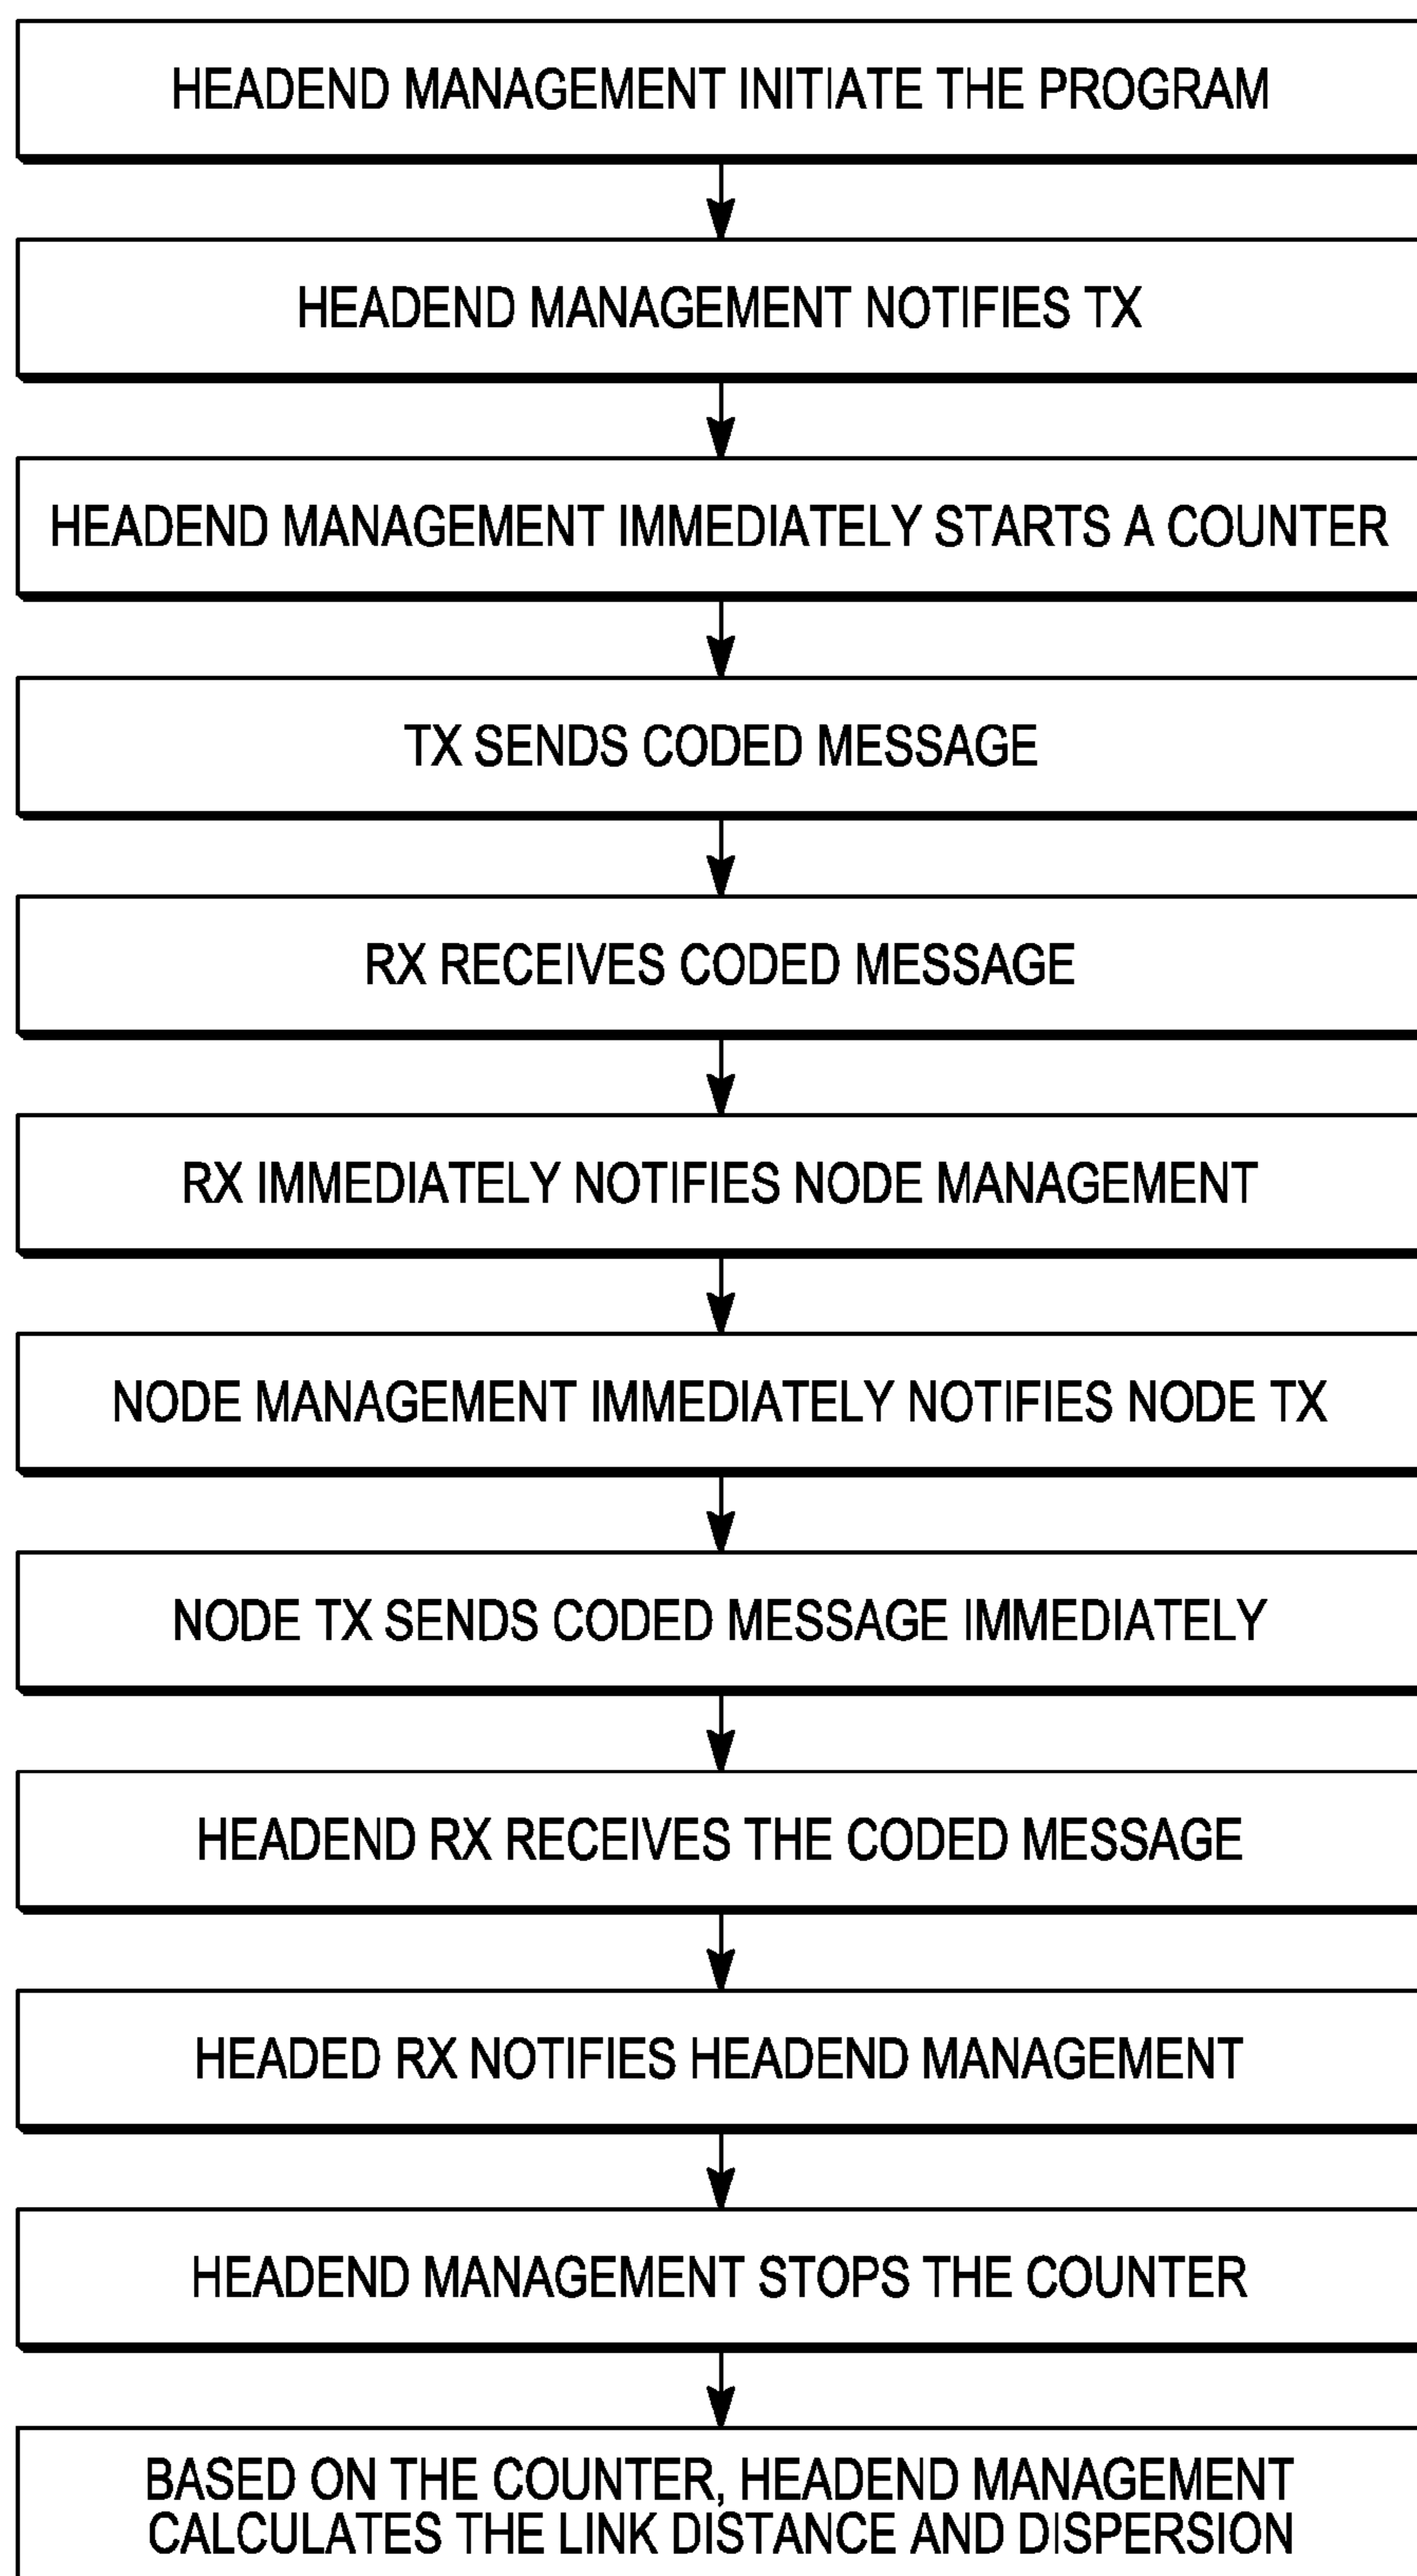 HEADEND MANAGEMENT INITIATE THE PROGRAM
HEADEND MANAGEMENT NOTIFIES TX
HEADEND MANAGEMENT IMMEDIATELY STARTS A COUNTER
TX SENDS CODED MESSAGE
RX RECEIVES CODED MESSAGE
RX IMMEDIATELY NOTIFIES NODE MANAGEMENT
NODE MANAGEMENT IMMEDIATELY NOTIFIES NODE TX
NODE TX SENDS CODED MESSAGE IMMEDIATELY
HEADEND RX RECEIVES THE CODED MESSAGE
HEADED RX NOTIFIES HEADEND MANAGEMENT
HEADEND MANAGEMENT STOPS THE COUNTER
BASED ON THE COUNTER, HEADEND MANAGEMENT
CALCULATES THE LINK DISTANCE AND DISPERSION